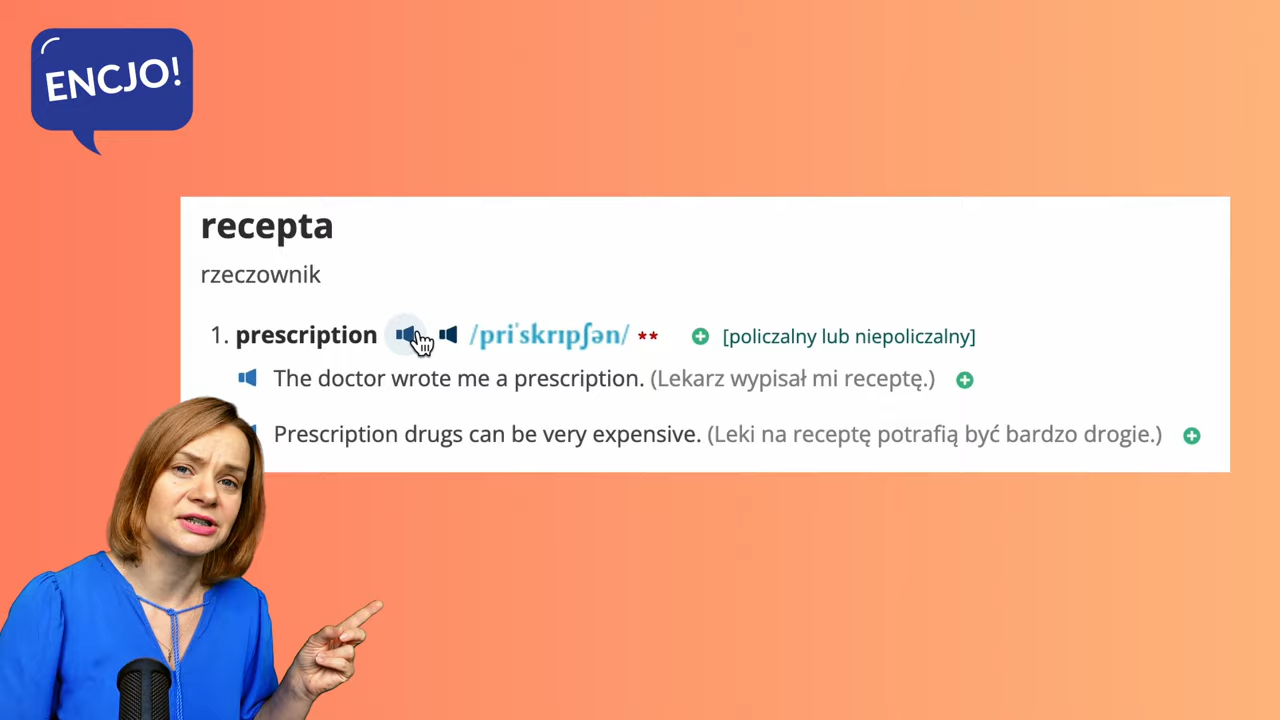 ENCJO!
recepta
rzeczownik
1. prescription /priˈskrɪpʃən/ ** [policzalny lub niepoliczalny]
The doctor wrote me a prescription. (Lekarz wypisał mi receptę.)
Prescription drugs can be very expensive. (Leki na receptę potrafią być bardzo drogie.)